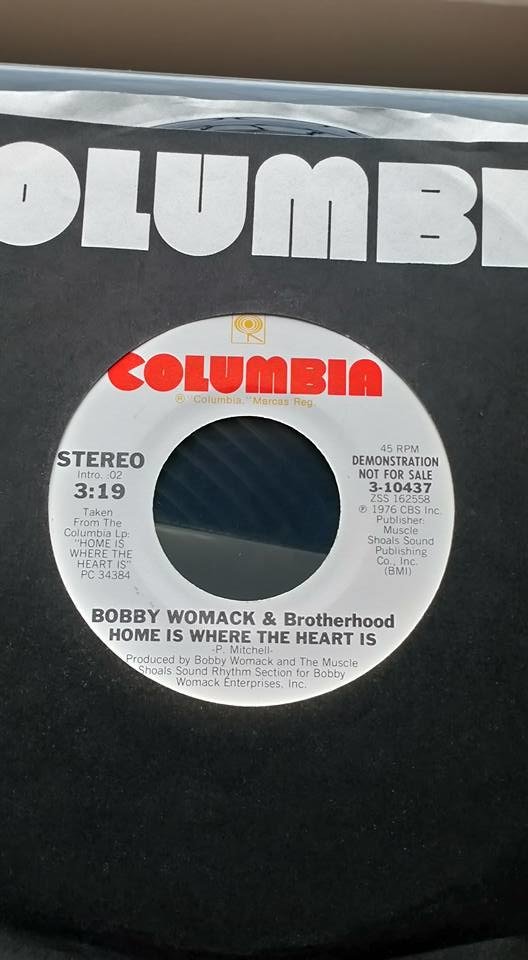 OLUMB
COLUMBIA
® "Columbia." Marcas Reg.
STEREO
Intro. :02
3:19
Taken
From The
Columbia Lp:
"HOME IS
WHERE THE
HEART IS"
PC 34384
45 RPM
DEMONSTRATION
NOT FOR SALE
3-10437
ZSS 162558
℗ 1976 CBS Inc.
Publisher:
Muscle
Shoals Sound
Publishing
Co., Inc.
(BMI)
BOBBY WOMACK & Brotherhood
HOME IS WHERE THE HEART IS
-P. Mitchell-
Produced by Bobby Womack and The Muscle
Shoals Sound Rhythm Section for Bobby
Womack Enterprises, Inc.